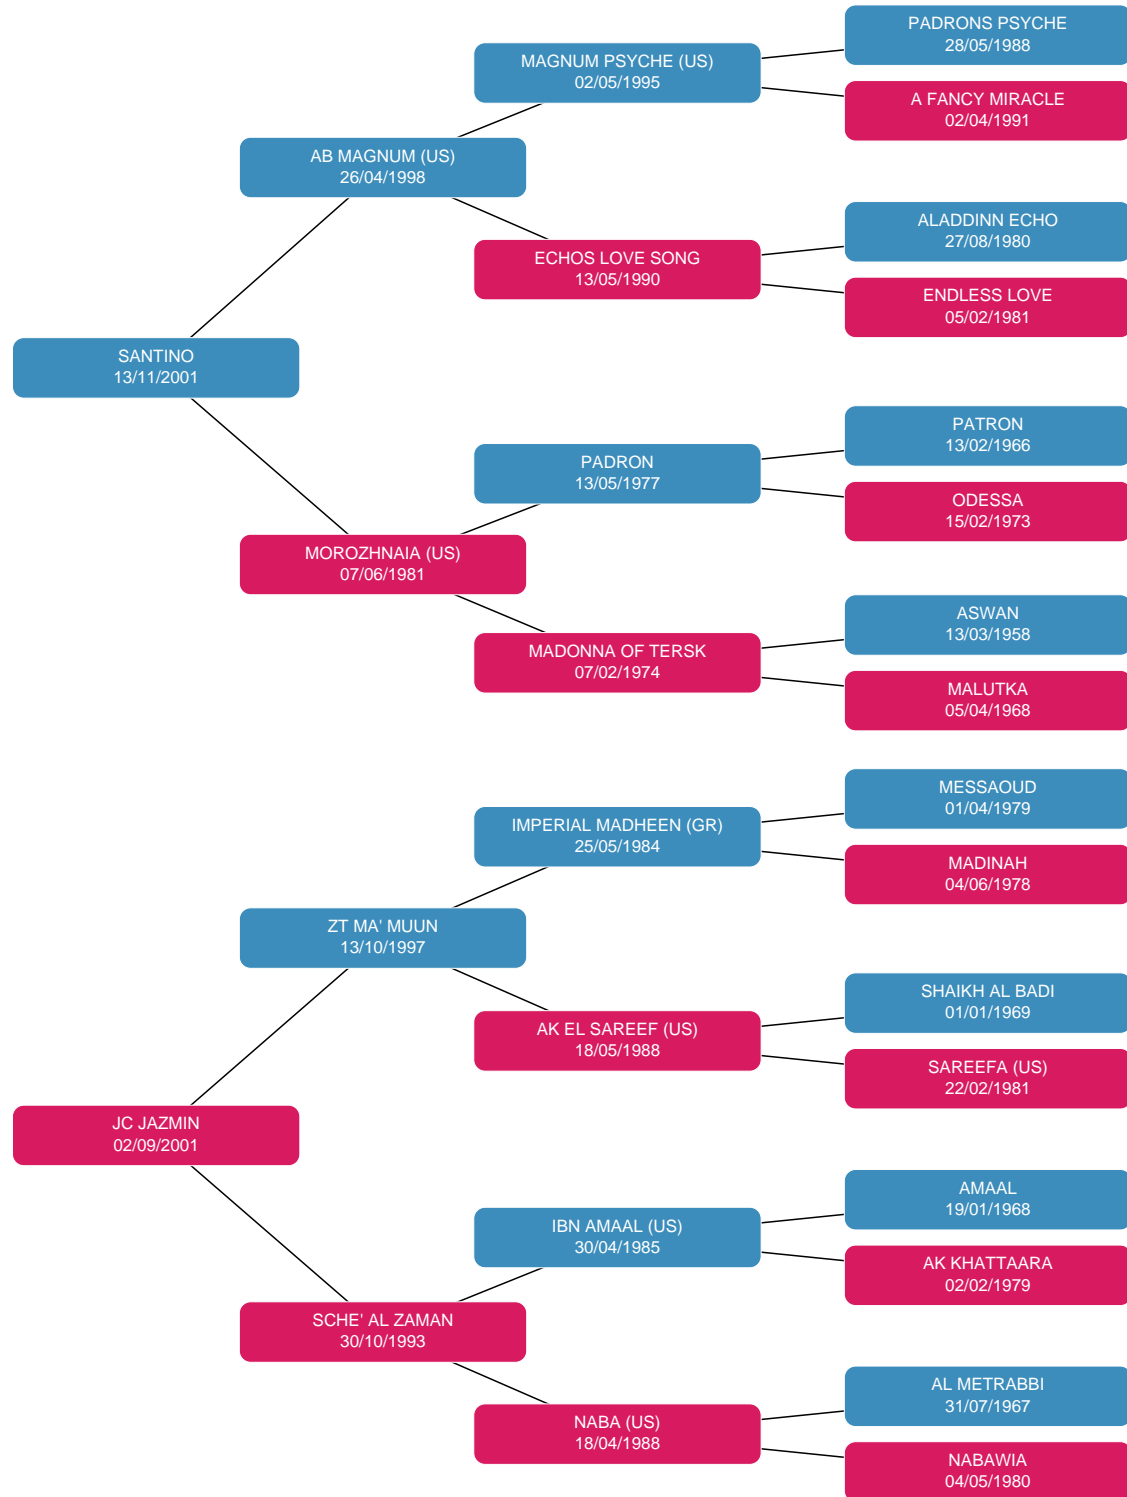 PADRONS PSYCHE
28/05/1988
MAGNUM PSYCHE (US)
02/05/1995
A FANCY MIRACLE
02/04/1991
AB MAGNUM (US)
26/04/1998
ALADDINN ECHO
27/08/1980
ECHOS LOVE SONG
13/05/1990
ENDLESS LOVE
05/02/1981
SANTINO
13/11/2001
PATRON
13/02/1966
PADRON
13/05/1977
ODESSA
15/02/1973
MOROZHNAIA (US)
07/06/1981
ASWAN
13/03/1958
MADONNA OF TERSK
07/02/1974
MALUTKA
05/04/1968
MESSAOUD
01/04/1979
IMPERIAL MADHEEN (GR)
25/05/1984
MADINAH
04/06/1978
ZT MA' MUUN
13/10/1997
SHAIKH AL BADI
01/01/1969
AK EL SAREEF (US)
18/05/1988
SAREEFA (US)
22/02/1981
JC JAZMIN
02/09/2001
AMAAL
19/01/1968
IBN AMAAL (US)
30/04/1985
AK KHATTAARA
02/02/1979
SCHE' AL ZAMAN
30/10/1993
AL METRABBI
31/07/1967
NABA (US)
18/04/1988
NABAWIA
04/05/1980